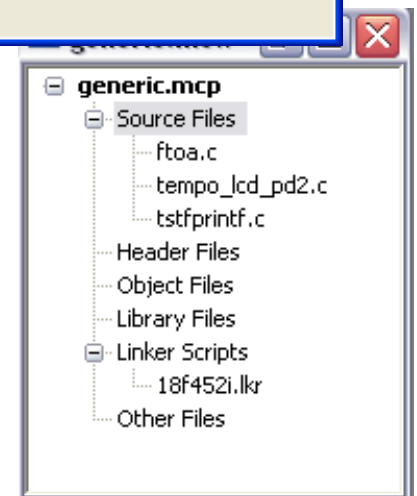 generic.mcp
Source Files
ftoa.c
tempo_lcd_pd2.c
tstfprintf.c
Header Files
Object Files
Library Files
Linker Scripts
18f452i.lkr
Other Files